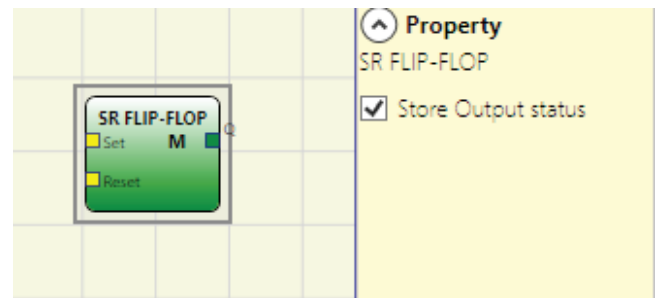 SR FLIP-FLOP
Set M Q
Reset
Property
SR FLIP-FLOP
Store Output status